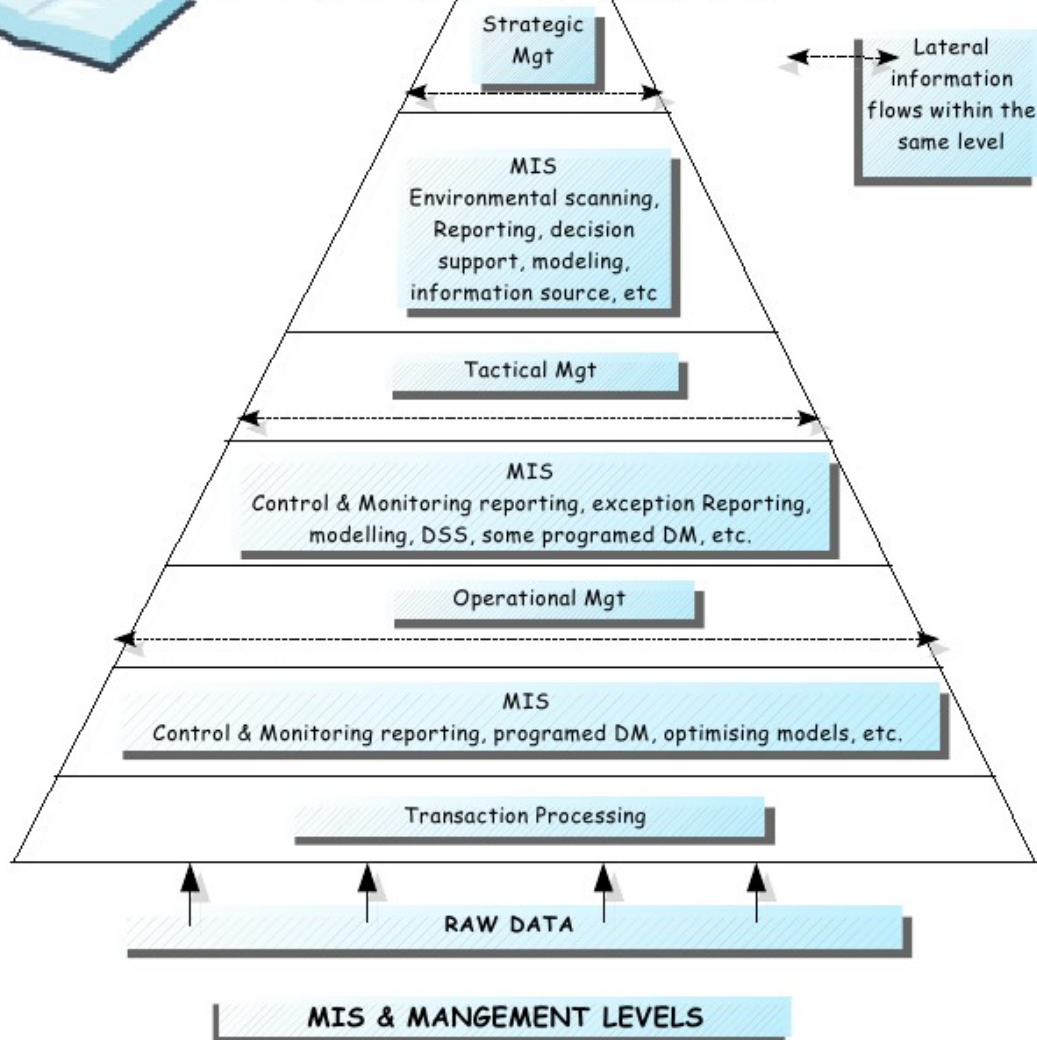 Strategic
Mgt
Lateral
information
flows within the
same level
MIS
Environmental scanning,
Reporting, decision
support, modeling,
information source, etc
Tactical Mgt
MIS
Control & Monitoring reporting, exception Reporting,
modelling, DSS, some programed DM, etc.
Operational Mgt
MIS
Control & Monitoring reporting, programed DM, optimising models, etc.
Transaction Processing
RAW DATA
MIS & MANGEMENT LEVELS